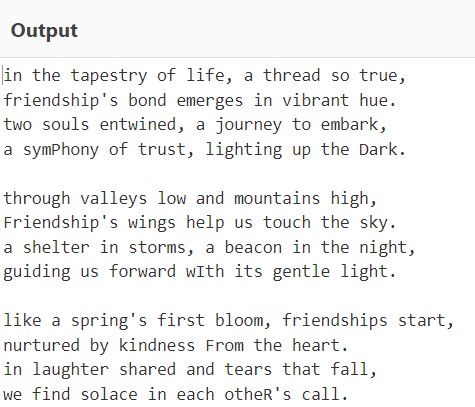 Output
in the tapestry of life, a thread so true,
friendship's bond emerges in vibrant hue.
two souls entwined, a journey to embark,
a symPhony of trust, lighting up the Dark.
through valleys low and mountains high,
Friendship's wings help us touch the sky.
a shelter in storms, a beacon in the night,
guiding us forward wIth its gentle light.
like a spring's first bloom, friendships start,
nurtured by kindness From the heart.
in laughter shared and tears that fall,
we find solace in each otheR's call.